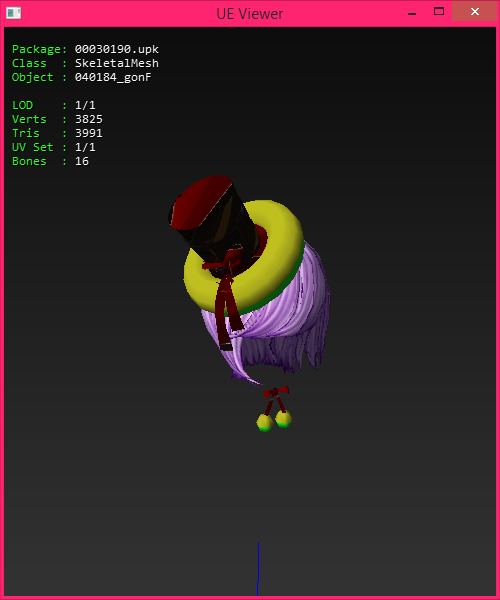 UE Viewer
Package: 00030190.upk
Class : SkeletalMesh
Object : 040184_gonF
LOD : 1/1
Verts : 3825
Tris : 3991
UV Set : 1/1
Bones : 16